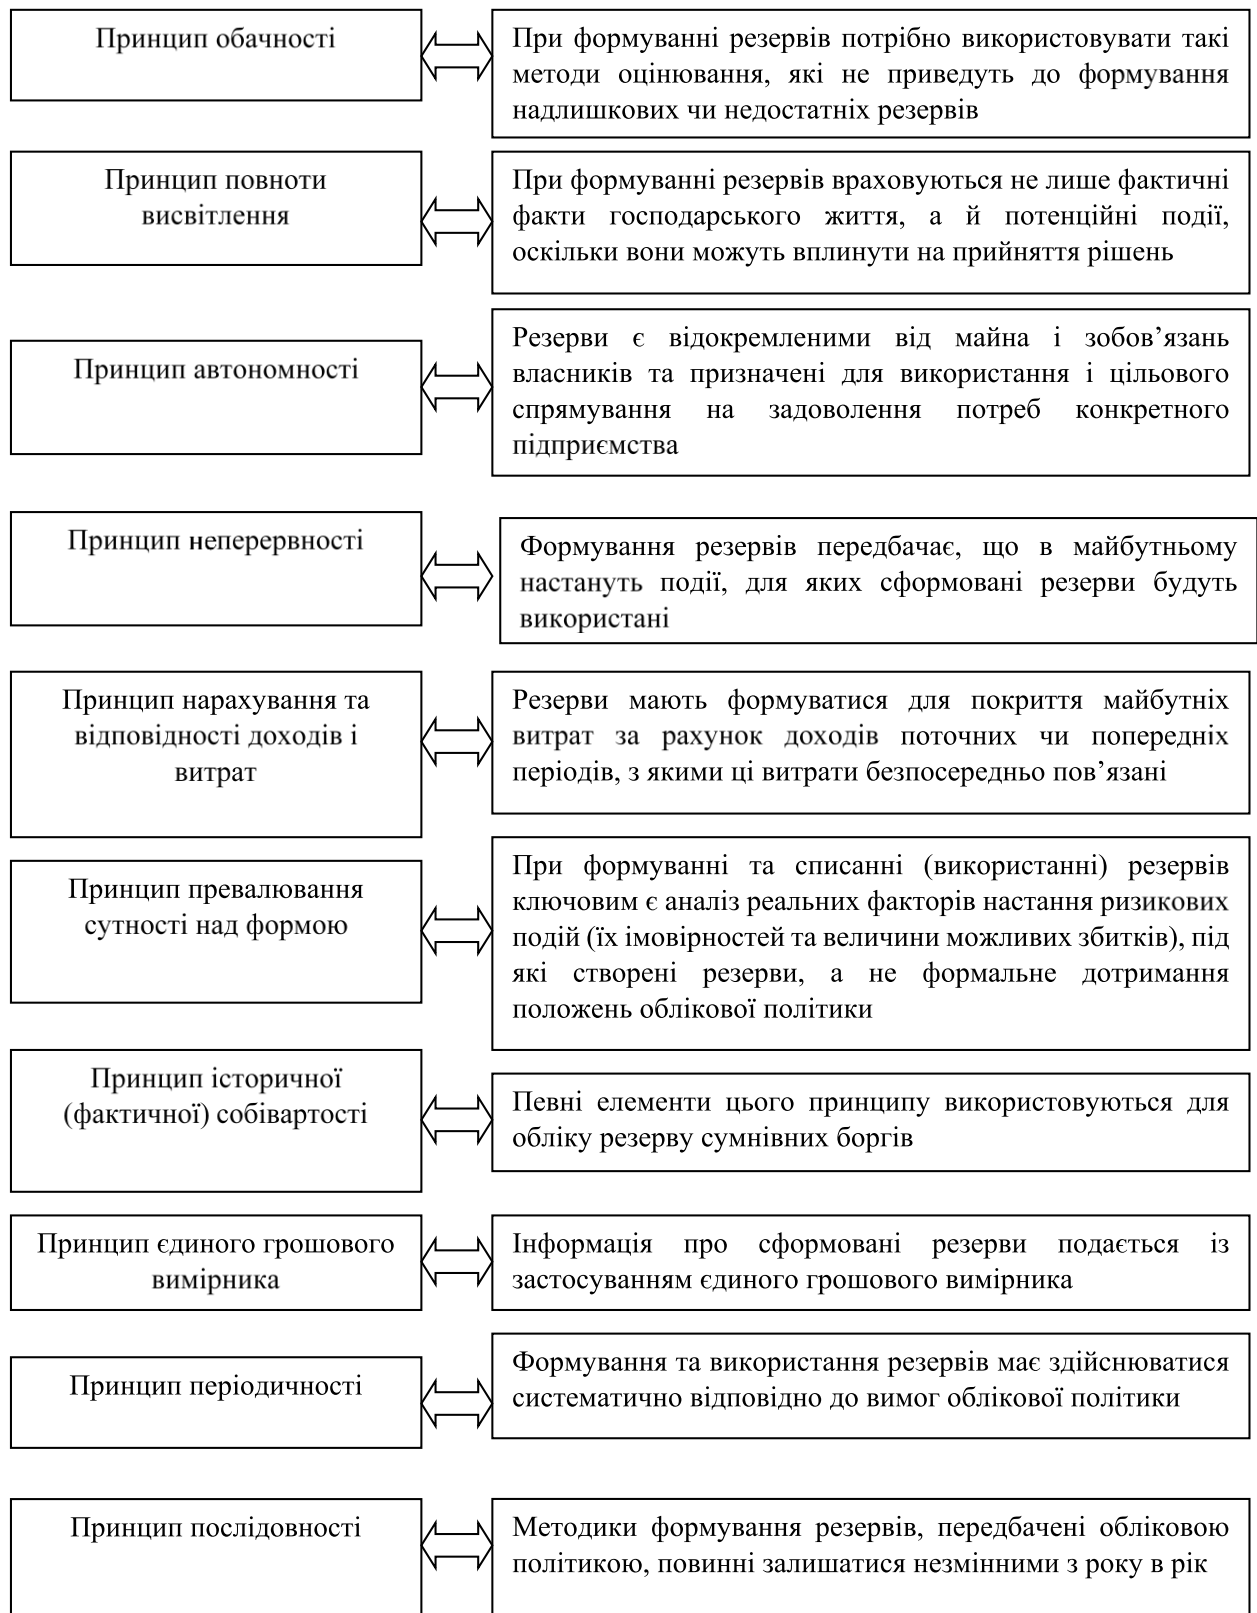 Принцип обачності
При формуванні резервів потрібно використовувати такі
методи оцінювання, які не приведуть до формування
надлишкових чи недостатніх резервів
Принцип повноти
висвітлення
При формуванні резервів враховуються не лише фактичні
факти господарського життя, а й потенційні події,
оскільки вони можуть вплинути на прийняття рішень
Принцип автономності
Резерви є відокремленими від майна і зобов’язань
власників та призначені для використання і цільового
спрямування на задоволення потреб конкретного
підприємства
Принцип неперервності
Формування резервів передбачає, що в майбутньому
настануть події, для яких сформовані резерви будуть
використані
Принцип нарахування та
відповідності доходів і
витрат
Резерви мають формуватися для покриття майбутніх
витрат за рахунок доходів поточних чи попередніх
періодів, з якими ці витрати безпосередньо пов’язані
Принцип превалювання
сутності над формою
При формуванні та списанні (використанні) резервів
ключовим є аналіз реальних факторів настання ризикових
подій (їх імовірностей та величини можливих збитків), під
які створені резерви, а не формальне дотримання
положень облікової політики
Принцип історичної
(фактичної) собівартості
Певні елементи цього принципу використовуються для
обліку резерву сумнівних боргів
Принцип єдиного грошового
вимірника
Інформація про сформовані резерви подається із
застосуванням єдиного грошового вимірника
Принцип періодичності
Формування та використання резервів має здійснюватися
систематично відповідно до вимог облікової політики
Принцип послідовності
Методики формування резервів, передбачені обліковою
політикою, повинні залишатися незмінними з року в рік